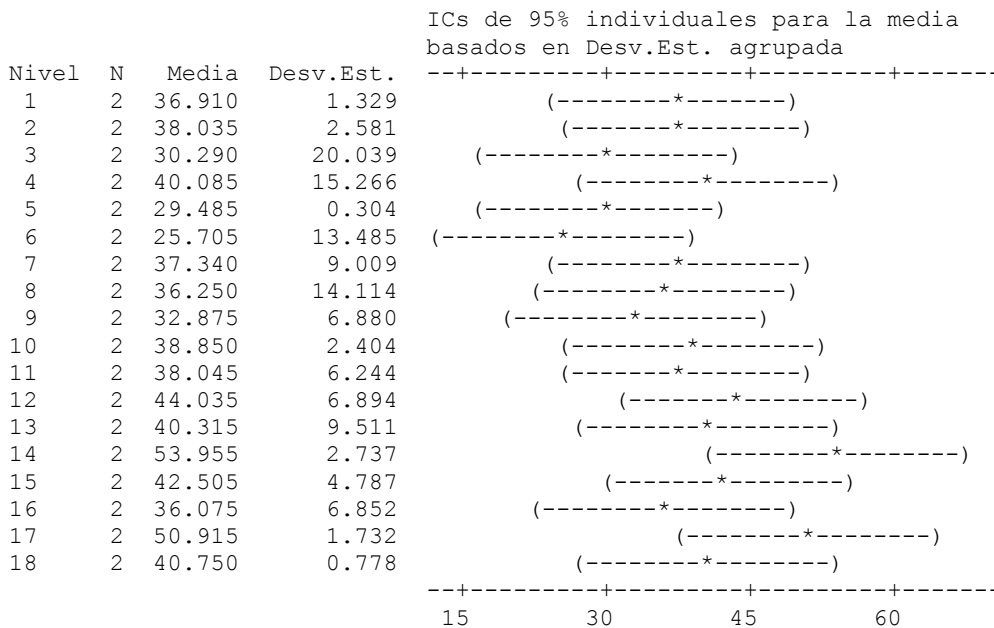 ICs de 95% individuales para la media
basados en Desv.Est. agrupada
Nivel  N   Media  Desv.Est.  --+---------+---------+---------+-------
 1     2  36.910      1.329          (--------*-------)
 2     2  38.035      2.581           (-------*--------)
 3     2  30.290     20.039     (--------*--------)
 4     2  40.085     15.266            (--------*--------)
 5     2  29.485      0.304     (--------*-------)
 6     2  25.705     13.485  (--------*--------)
 7     2  37.340      9.009          (--------*--------)
 8     2  36.250     14.114         (--------*--------)
 9     2  32.875      6.880       (--------*--------)
10     2  38.850      2.404           (--------*--------)
11     2  38.045      6.244           (-------*--------)
12     2  44.035      6.894               (-------*--------)
13     2  40.315      9.511            (--------*--------)
14     2  53.955      2.737                     (--------*--------)
15     2  42.505      4.787              (-------*--------)
16     2  36.075      6.852         (--------*--------)
17     2  50.915      1.732                   (--------*--------)
18     2  40.750      0.778            (--------*--------)
--+---------+---------+---------+-------
15        30        45        60